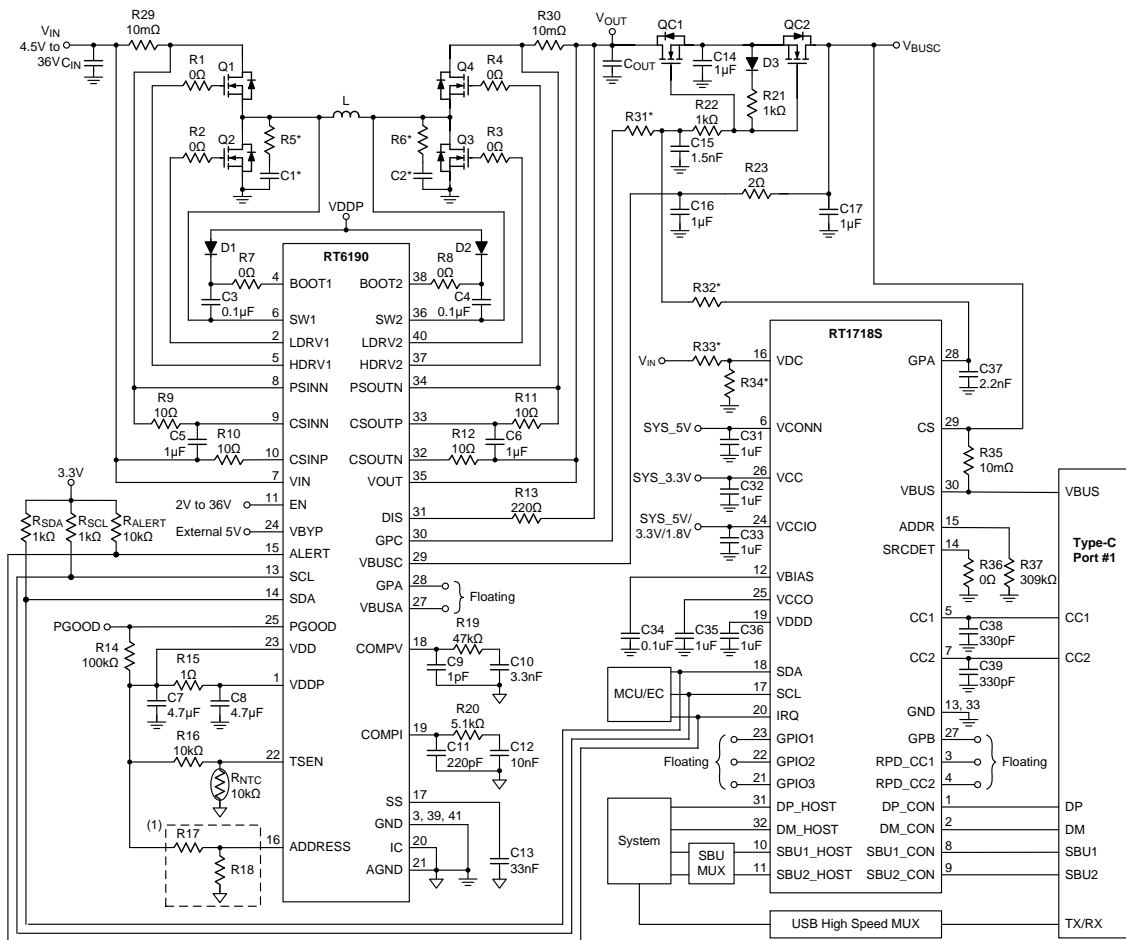 VIN
4.5V to
36V
CIN
R29
10mΩ
R1
0Ω
Q1
R2
0Ω
Q2
R5*
C1*
L
R6*
C2*
Q4
R4
0Ω
Q3
R3
0Ω
R30
10mΩ
VOUT
COUT
QC1
C14
1µF
D3
QC2
VBUSC
R21
1kΩ
R31*
R22
1kΩ
C15
1.5nF
R23
2Ω
C16
1µF
C17
1µF
VDDP
D1
R7
0Ω
C3
0.1µF
D2
R8
0Ω
C4
0.1µF
RT6190
4 BOOT1
6 SW1
2 LDRV1
5 HDRV1
8 PSINN
9 CSINN
10 CSINP
7 VIN
11 EN
24 VBYP
15 ALERT
13 SCL
14 SDA
25 PGOOD
23 VDD
1 VDDP
22 TSEN
16 ADDRESS
BOOT2 38
SW2 36
LDRV2 40
HDRV2 37
PSOUTN 34
CSOUTP 33
CSOUTN 32
VOUT 35
DIS 31
GPC 30
VBUSC 29
GPA 28
VBUSA 27
COMPV 18
COMPI 19
SS 17
GND 3, 39, 41
IC 20
AGND 21
R9
10Ω
C5
1µF
R10
10Ω
R11
10Ω
R12
10Ω
C6
1µF
R13
220Ω
3.3V
RSDA
1kΩ
RSCL
1kΩ
RALERT
10kΩ
2V to 36V
External 5V
PGOOD
R14
100kΩ
R15
1Ω
C7
4.7µF
C8
4.7µF
R16
10kΩ
RNTC
10kΩ
(1)
R17
R18
Floating
R19
47kΩ
C9
1pF
C10
3.3nF
R20
5.1kΩ
C11
220pF
C12
10nF
C13
33nF
R32*
RT1718S
VIN
R33*
R34*
16 VDC
SYS_5V
6 VCONN
C31
1uF
SYS_3.3V
26 VCC
C32
1uF
SYS_5V/
3.3V/1.8V
24 VCCIO
C33
1uF
12 VBIAS
25 VCCO
19 VDDD
C34
0.1uF
C35
1uF
C36
1uF
MCU/EC
18 SDA
17 SCL
20 IRQ
Floating
23 GPIO1
22 GPIO2
21 GPIO3
System
31 DP_HOST
32 DM_HOST
SBU
MUX
10 SBU1_HOST
11 SBU2_HOST
GPA 28
C37
2.2nF
CS 29
R35
10mΩ
VBUS 30
ADDR 15
SRCDET 14
R36
0Ω
R37
309kΩ
CC1 5
C38
330pF
CC2 7
C39
330pF
GND 13, 33
GPB 27
RPD_CC1 3
RPD_CC2 4
Floating
DP_CON 1
DM_CON 2
SBU1_CON 8
SBU2_CON 9
USB High Speed MUX
VBUS
Type-C
Port #1
CC1
CC2
DP
DM
SBU1
SBU2
TX/RX